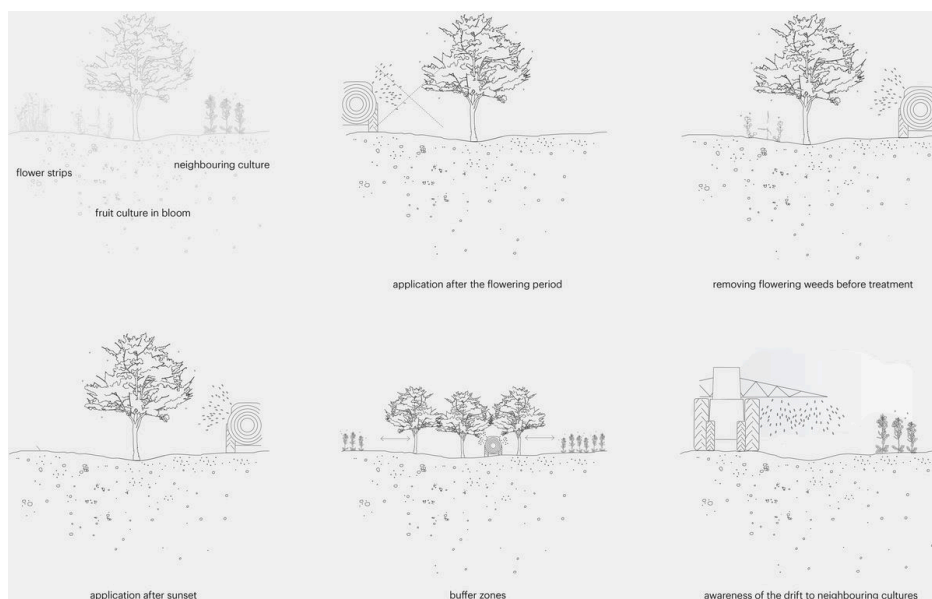 flower strips
neighbouring culture
fruit culture in bloom
application after the flowering period
removing flowering weeds before treatment
application after sunset
buffer zones
awareness of the drift to neighbouring cultures